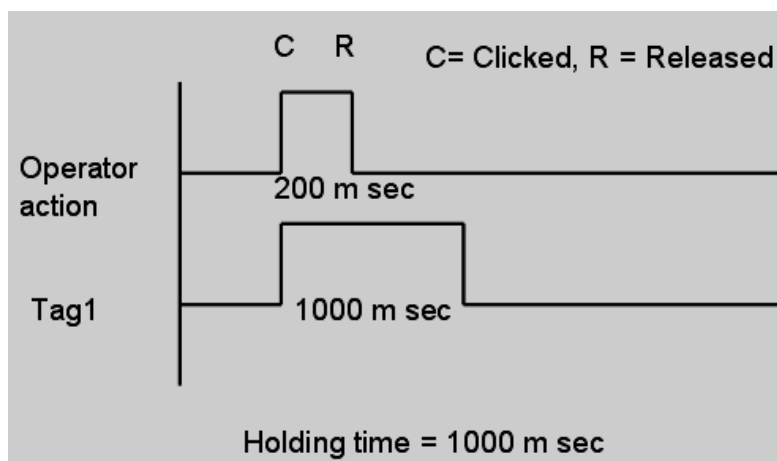 C R
C= Clicked, R = Released
Operator
action
200 m sec
Tag1
1000 m sec
Holding time = 1000 m sec